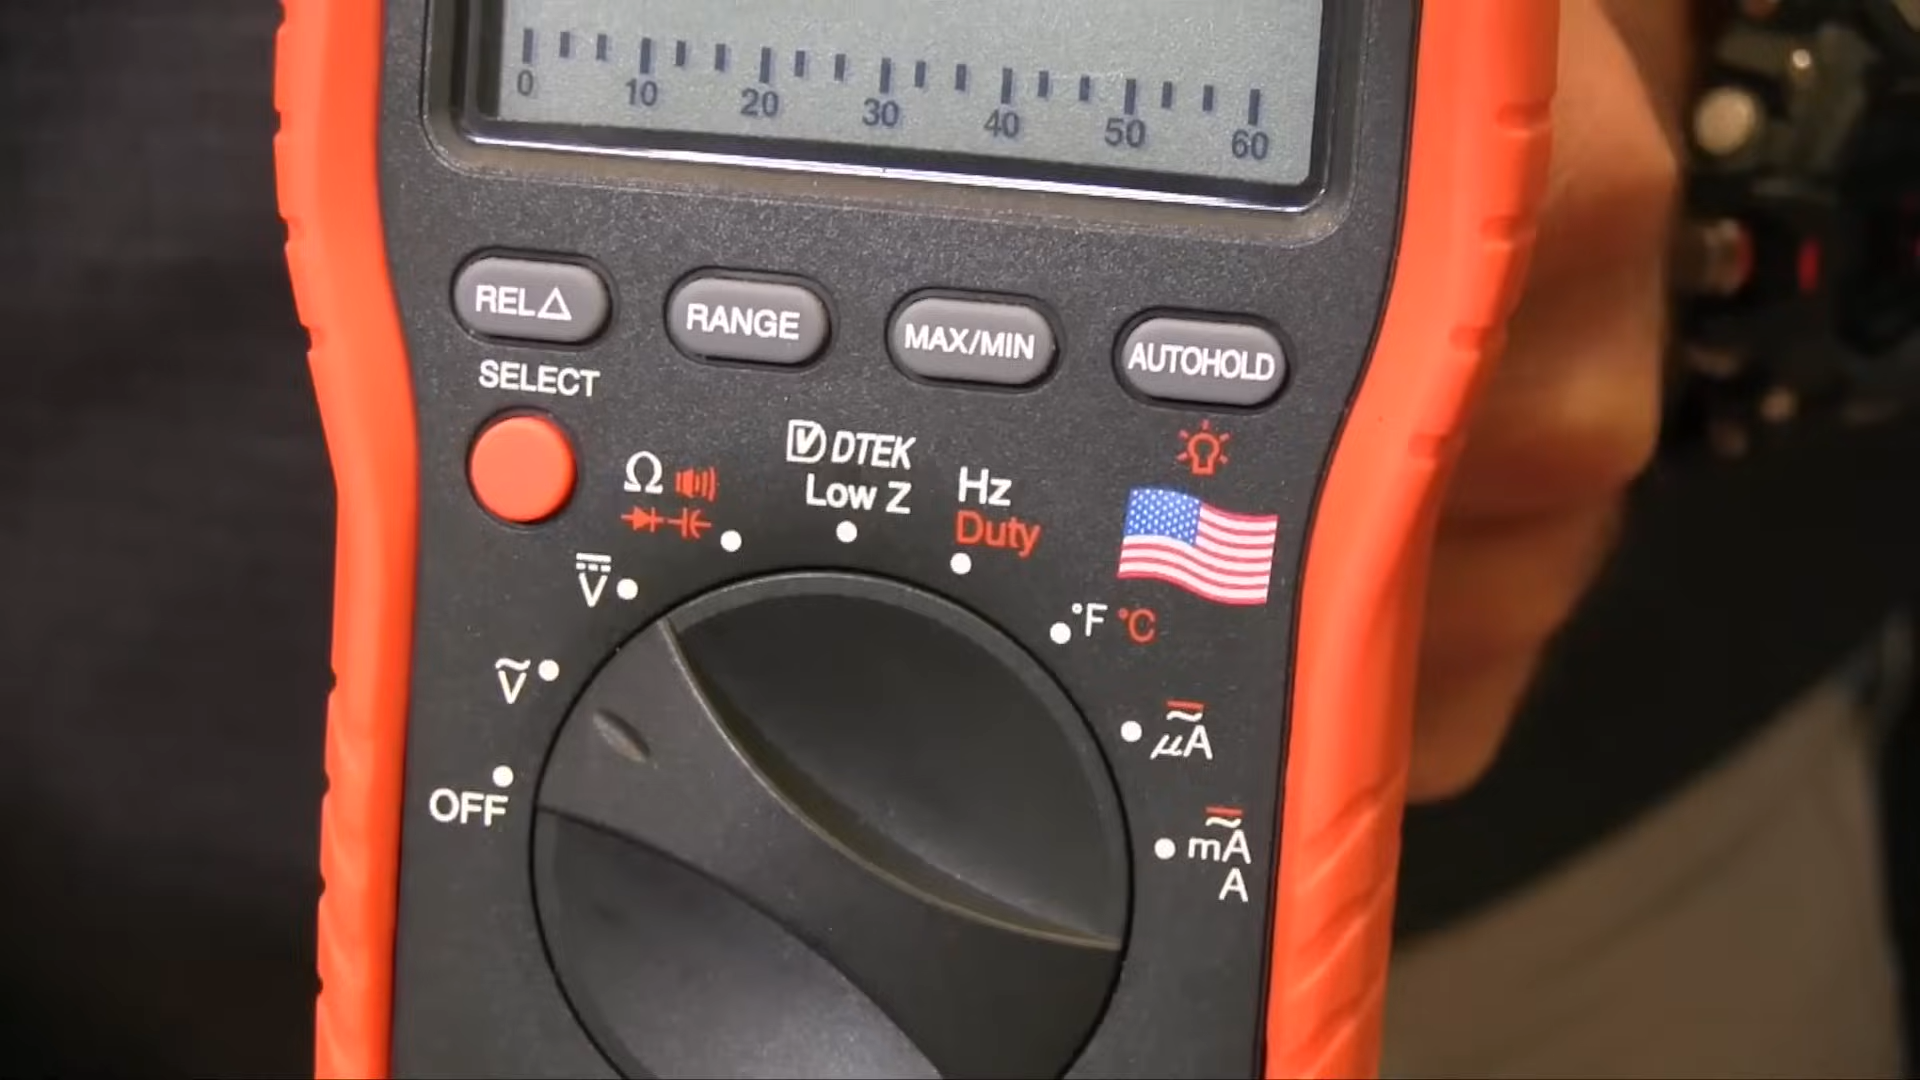 0 10 20 30 40 50 60
REL△ RANGE MAX/MIN AUTOHOLD
SELECT
Ω
V DTEK
Low Z
Hz
Duty
V
°F °C
V
μA
OFF
mA
A